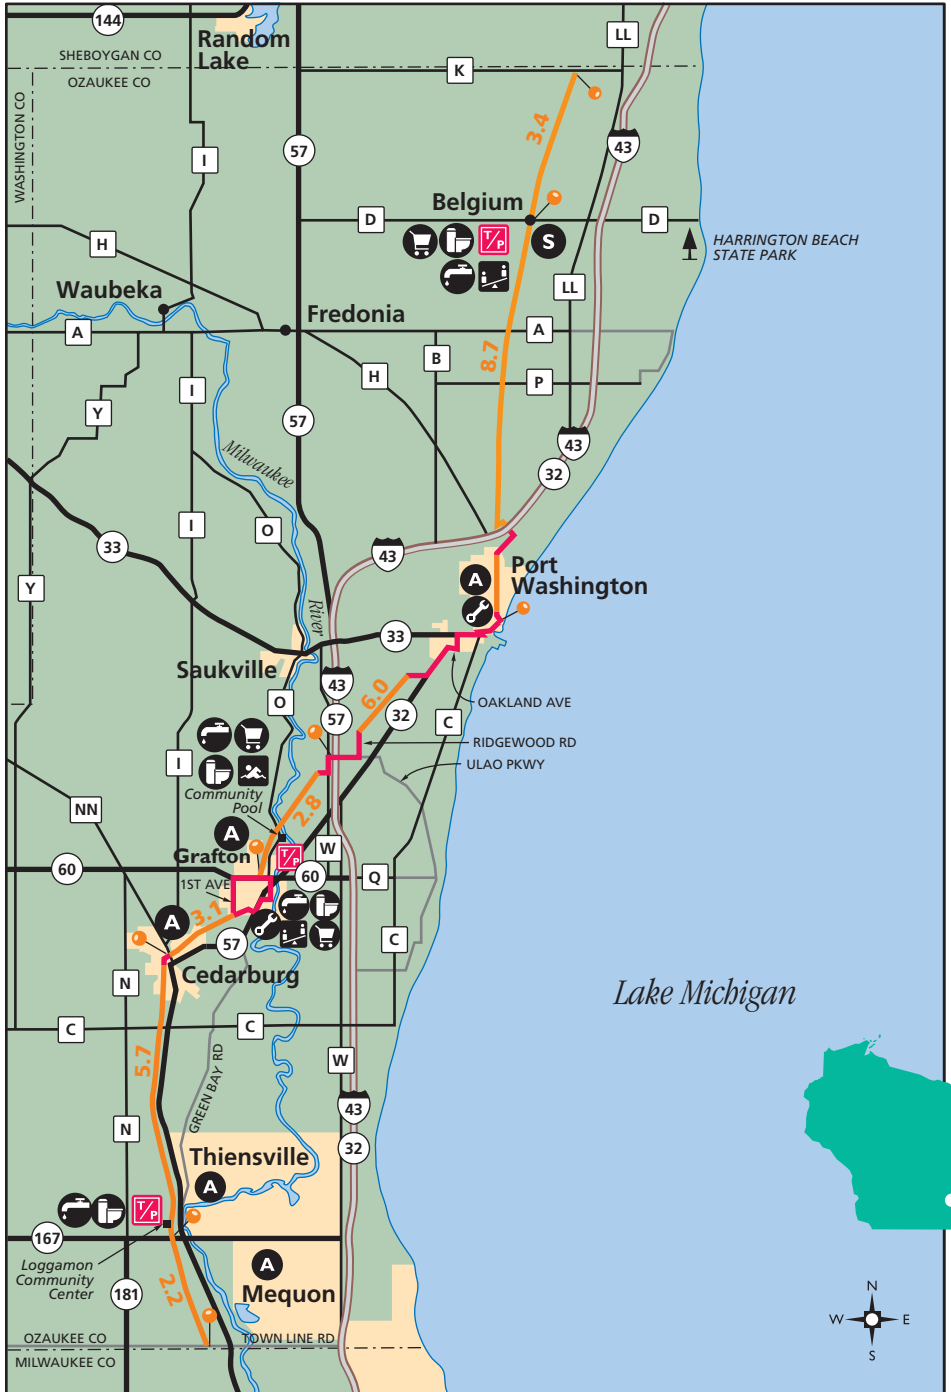 144
Random
Lake
LL
SHEBOYGAN CO
OZAUKEE CO
K
WASHINGTON CO
3.4
57
43
I
Belgium
D
D
H
T/P
S
HARRINGTON BEACH
STATE PARK
Waubeka
LL
Fredonia
A
A
B
8.7
H
P
I
Y
57
43
Milwaukee
32
I
O
33
43
Port
Washington
A
Y
River
33
Saukville
43
6.0
O
OAKLAND AVE
57
32
C
RIDGEWOOD RD
I
ULAO PKWY
Community
Pool
2.8
NN
A
W
Grafton
T/P
60
60
Q
1ST AVE
3.1
A
57
C
Cedarburg
N
Lake Michigan
C
C
5.7
GREEN BAY RD
W
43
N
32
Thiensville
A
T/P
167
Loggamon
Community
Center
A
181
2.2
Mequon
N
W
E
S
OZAUKEE CO
TOWN LINE RD
MILWAUKEE CO